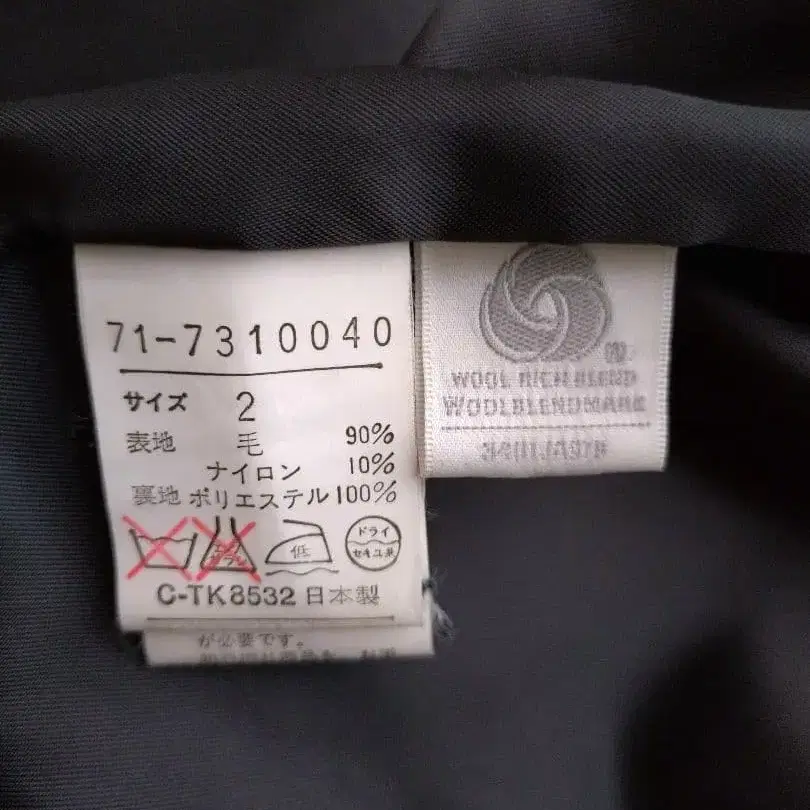 71-7310040
サイズ 2
表地 毛 90%
ナイロン 10%
裏地 ポリエステル 100%
低 ドライ
セキユ系
C-TK8532 日本製
が必要です。
WOOL RICH BLEND
WOOLBLENDMARK